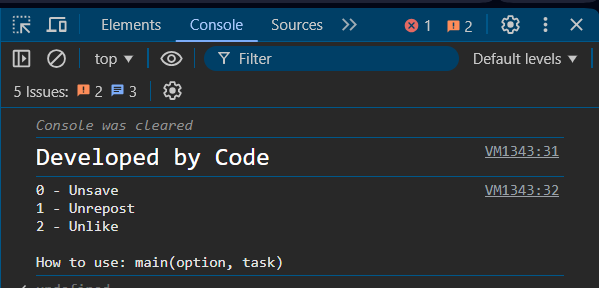 Elements Console Sources 1 2
top Filter Default levels
5 Issues: 2 3
Console was cleared
Developed by Code VM1343:31
0 - Unsave VM1343:32
1 - Unrepost
2 - Unlike
How to use: main(option, task)
undefined